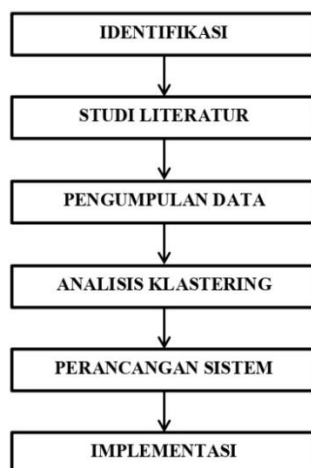 IDENTIFIKASI
STUDI LITERATUR
PENGUMPULAN DATA
ANALISIS KLASTERING
PERANCANGAN SISTEM
IMPLEMENTASI